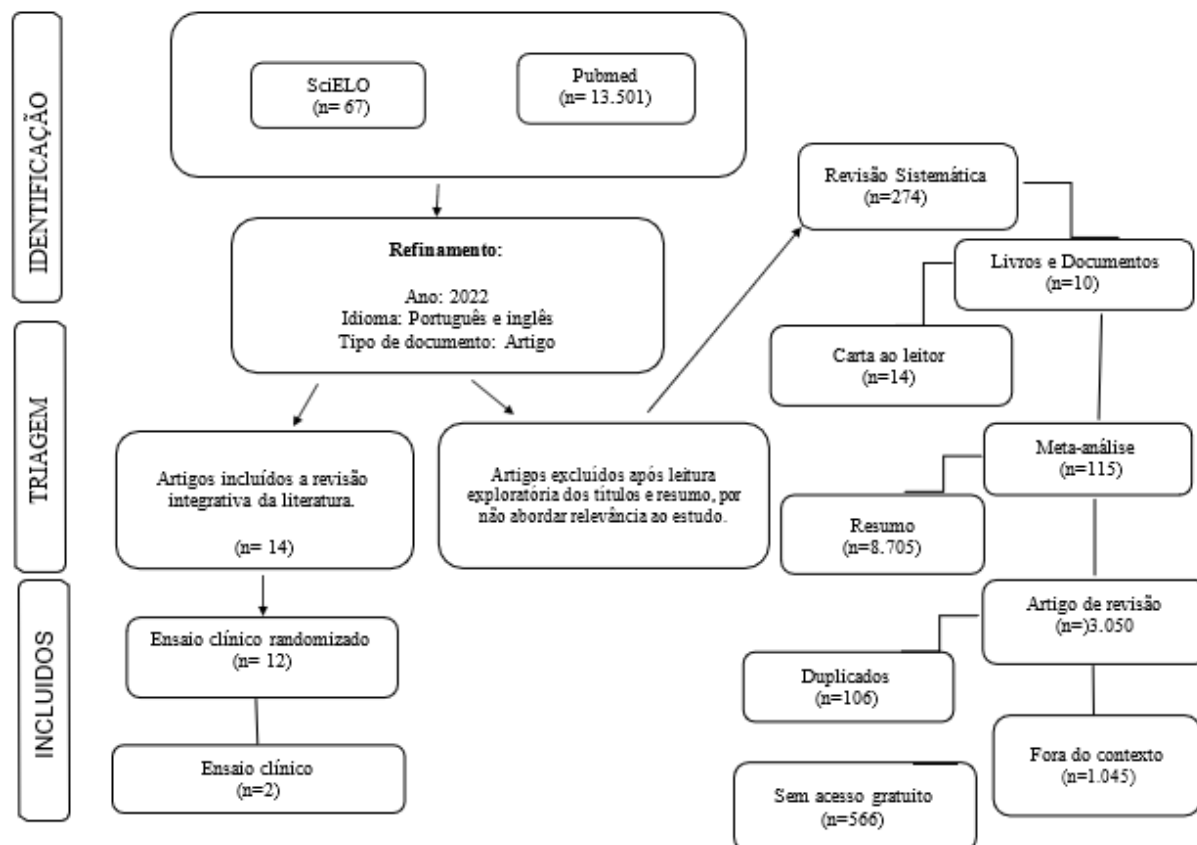 IDENTIFICAÇÃO
SciELO
(n= 67)
Pubmed
(n= 13.501)
Refinamento:
Ano: 2022
Idioma: Português e inglês
Tipo de documento: Artigo
Revisão Sistemática
(n=274)
Livros e Documentos
(n=10)
Carta ao leitor
(n=14)
TRIAGEM
Artigos incluídos a revisão
integrativa da literatura.
(n= 14)
Artigos excluídos após leitura
exploratória dos títulos e resumo, por
não abordar relevância ao estudo.
Meta-análise
(n=115)
Resumo
(n=8.705)
INCLUIDOS
Ensaio clínico randomizado
(n= 12)
Ensaio clínico
(n=2)
Artigo de revisão
(n=)3.050
Duplicados
(n=106)
Fora do contexto
(n=1.045)
Sem acesso gratuito
(n=566)